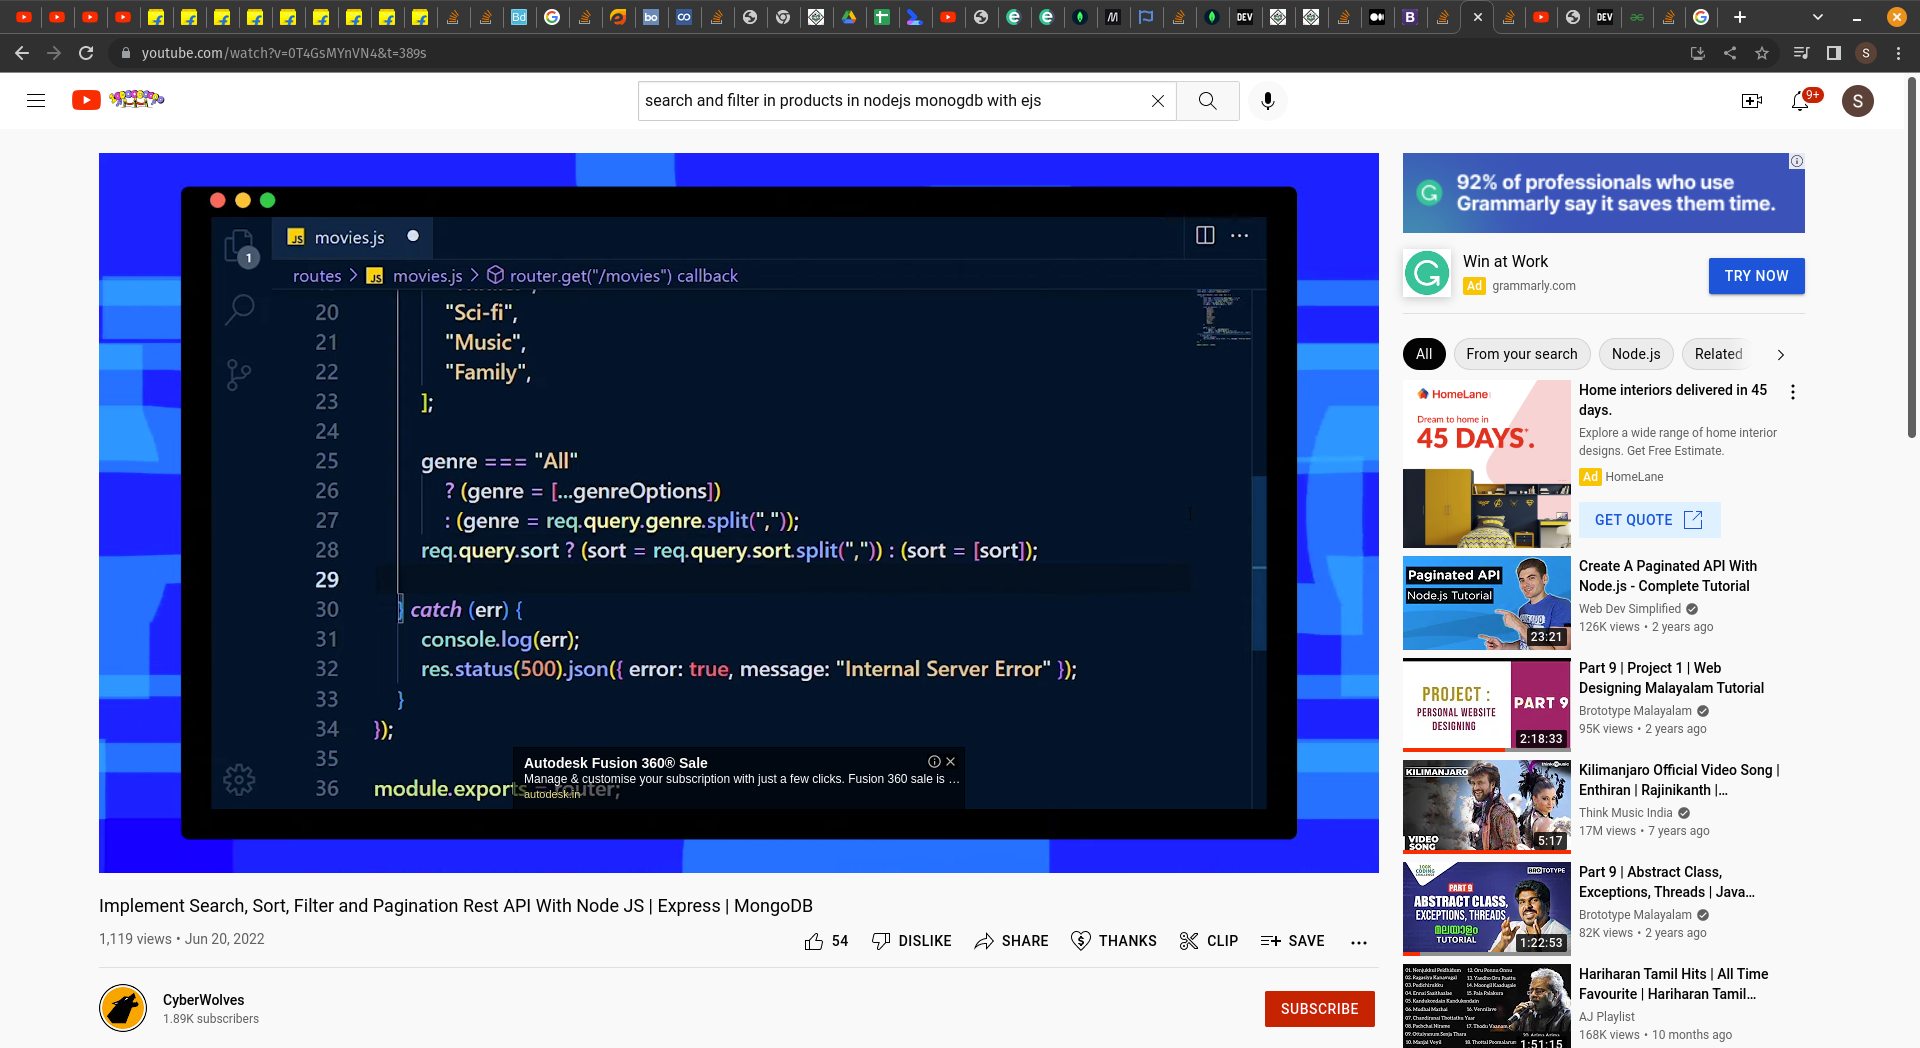 youtube.com/watch?v=0T4GsMYnVN4&t=389s
S
search and filter in products in nodejs monogdb with ejs
9+
S
movies.js
1
routes > JS movies.js > router.get("/movies") callback
20 "Sci-fi",
21 "Music",
22 "Family",
23 ];
24
25 genre === "All"
26 ? (genre = [...genreOptions])
27 : (genre = req.query.genre.split(","));
28 req.query.sort ? (sort = req.query.sort.split(",")) : (sort = [sort]);
29
30 } catch (err) {
31 console.log(err);
32 res.status(500).json({ error: true, message: "Internal Server Error" });
33 }
34 });
35
36 module.exports = router;
Autodesk Fusion 360® Sale
Manage & customise your subscription with just a few clicks. Fusion 360 sale is …
autodesk.in
Implement Search, Sort, Filter and Pagination Rest API With Node JS | Express | MongoDB
1,119 views • Jun 20, 2022
54 DISLIKE SHARE THANKS CLIP SAVE
CyberWolves
1.89K subscribers
SUBSCRIBE
92% of professionals who use
Grammarly say it saves them time.
Win at Work
Ad grammarly.com
TRY NOW
All From your search Node.js Related
HomeLane
Dream to home in
45 DAYS*.
Home interiors delivered in 45
days.
Explore a wide range of home interior
designs. Get Free Estimate.
Ad HomeLane
GET QUOTE
Paginated API
Node.js Tutorial
23:21
Create A Paginated API With
Node.js - Complete Tutorial
Web Dev Simplified
126K views • 2 years ago
PROJECT :
PERSONAL WEBSITE
DESIGNING
PART 9
2:18:33
Part 9 | Project 1 | Web
Designing Malayalam Tutorial
Brototype Malayalam
95K views • 2 years ago
KILIMANJARO
VIDEO
SONG
5:17
Kilimanjaro Official Video Song |
Enthiran | Rajinikanth |...
Think Music India
17M views • 7 years ago
BROTOTYPE
PART 9
ABSTRACT CLASS,
EXCEPTIONS, THREADS
മലയാളം
TUTORIAL
1:22:53
Part 9 | Abstract Class,
Exceptions, Threads | Java...
Brototype Malayalam
82K views • 2 years ago
1:51:15
Hariharan Tamil Hits | All Time
Favourite | Hariharan Tamil...
AJ Playlist
168K views • 10 months ago